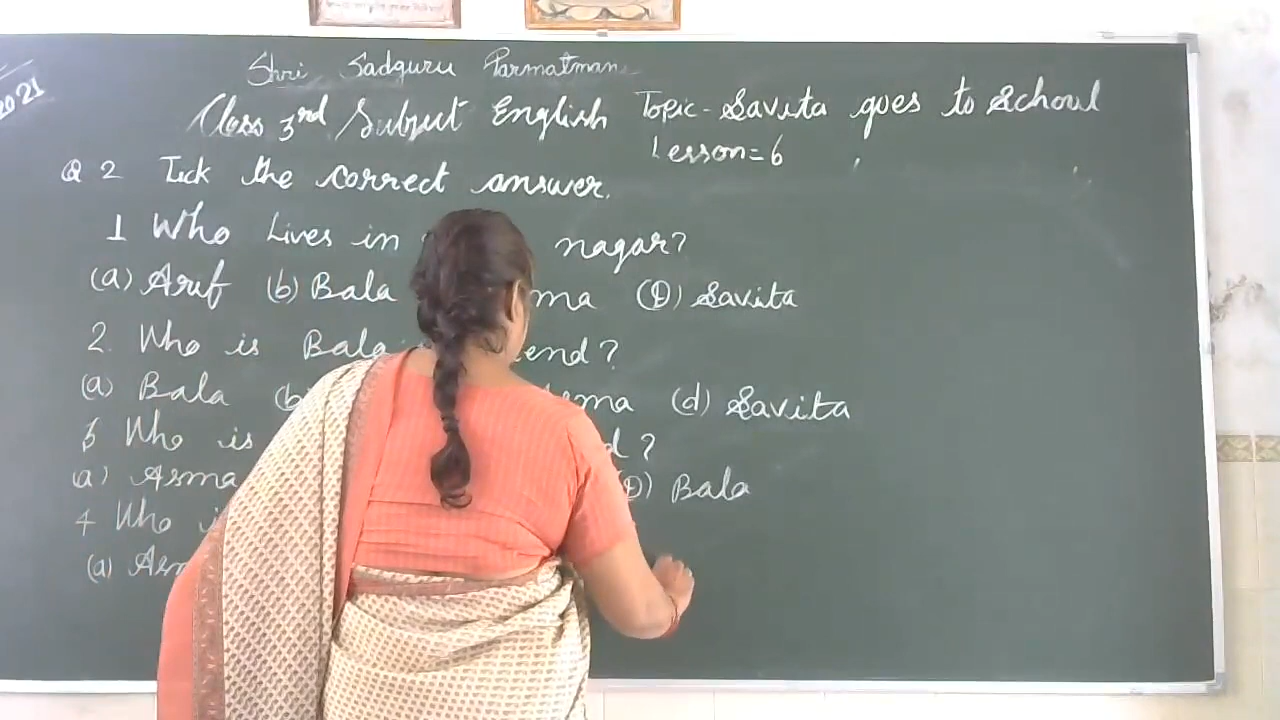 2021
Shri Sadguru Parmatman
Class 3rd Subject English Topic - Savita goes to School
Lesson = 6
Q 2 Tick the correct answer.
1 Who Lives in nagar?
(a) Arif (b) Bala ma (D) Savita
2. Who is Bala end?
(a) Bala (b) sma (d) Savita
3 Who is d?
(a) Asma (D) Bala
4 Who i
(a) Asm